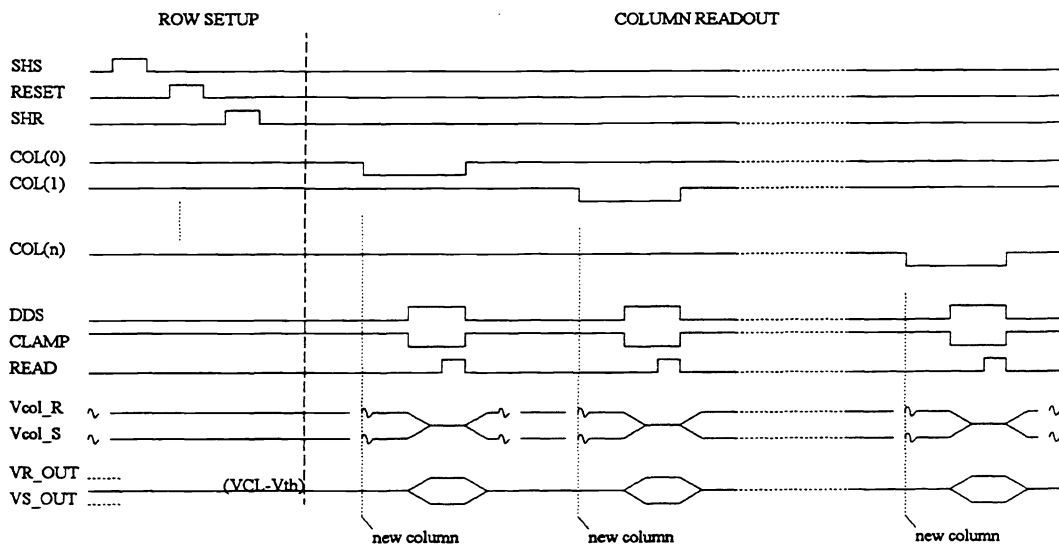 ROW SETUP
COLUMN READOUT
SHS
RESET
SHR
COL(0)
COL(1)
COL(n)
DDS
CLAMP
READ
Vcol_R
Vcol_S
VR_OUT
(VCL-Vth)
VS_OUT
new column
new column
new column